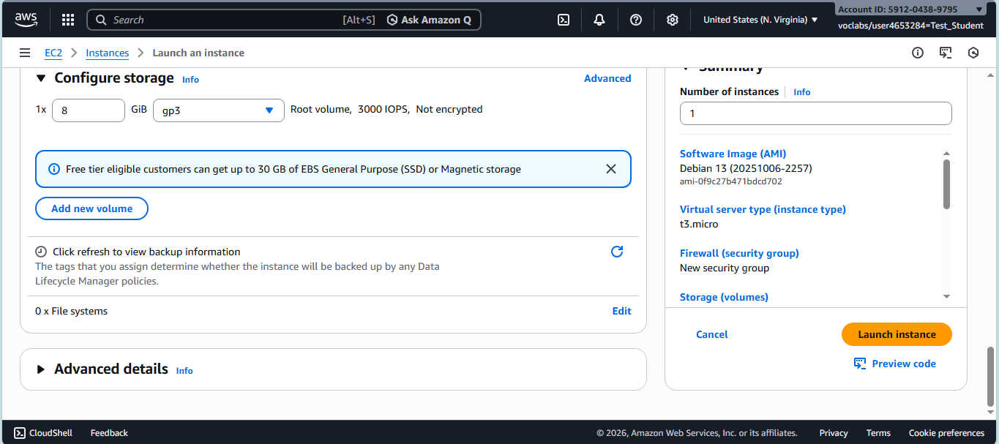 aws
Search [Alt+S] Ask Amazon Q
United States (N. Virginia)
Account ID: 5912-0438-9795
voclabs/user4653284=Test_Student
EC2 Instances Launch an instance
Configure storage Info
Advanced
1x 8 GiB gp3 Root volume, 3000 IOPS, Not encrypted
Free tier eligible customers can get up to 30 GB of EBS General Purpose (SSD) or Magnetic storage
Add new volume
Click refresh to view backup information
The tags that you assign determine whether the instance will be backed up by any Data
Lifecycle Manager policies.
0 x File systems
Edit
Advanced details Info
Summary
Number of instances Info
1
Software Image (AMI)
Debian 13 (20251006-2257)
ami-0f9c27b471bdcd702
Virtual server type (instance type)
t3.micro
Firewall (security group)
New security group
Storage (volumes)
Cancel
Launch instance
Preview code
CloudShell Feedback
© 2026, Amazon Web Services, Inc. or its affiliates. Privacy Terms Cookie preferences